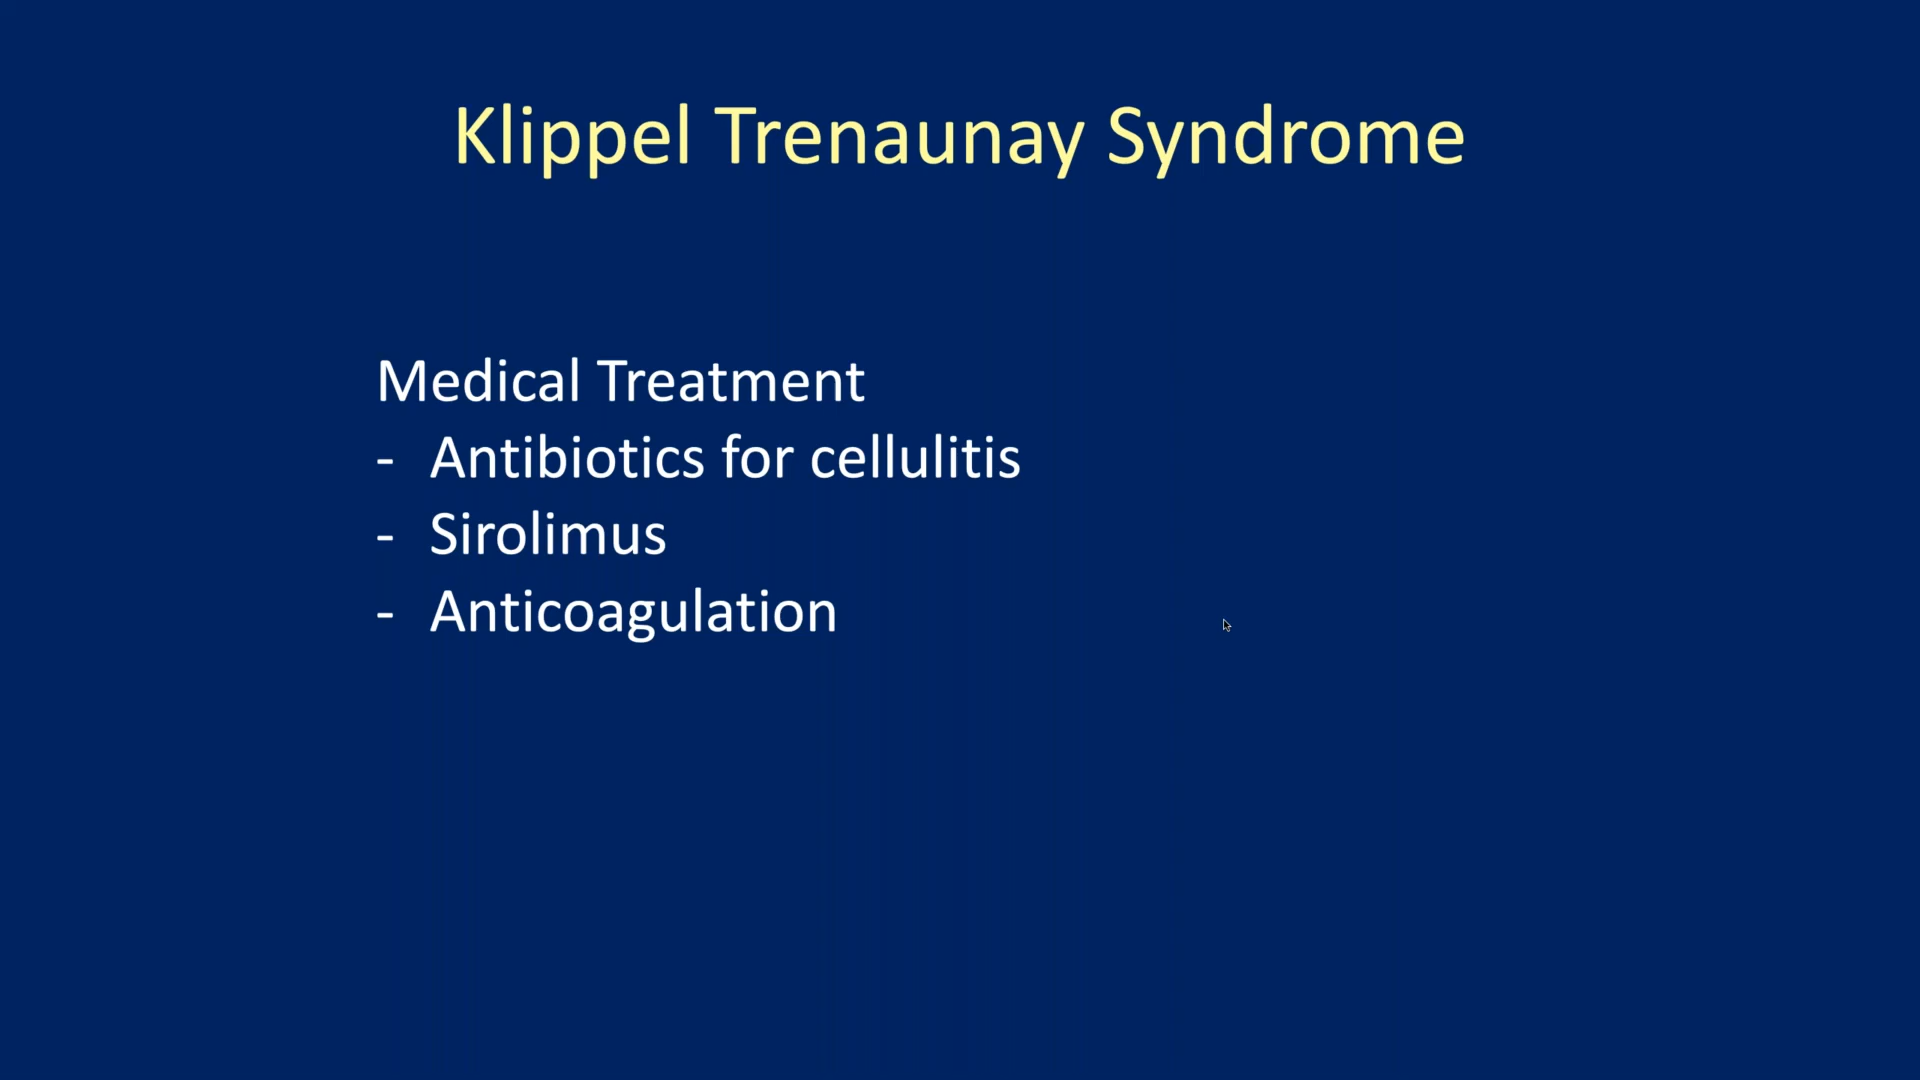 Klippel Trenaunay Syndrome
Medical Treatment
- Antibiotics for cellulitis
- Sirolimus
- Anticoagulation